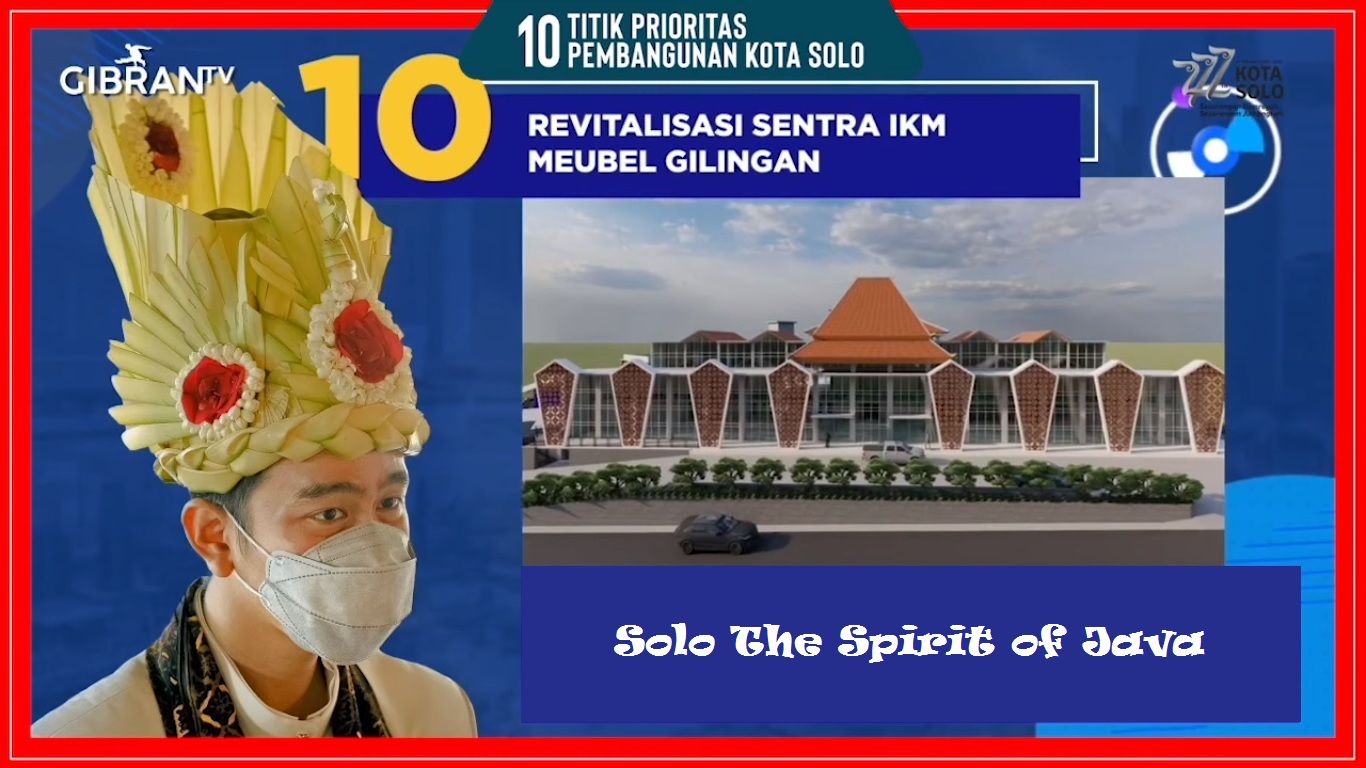 10 TITIK PRIORITAS
PEMBANGUNAN KOTA SOLO
GIBRANTV
10
REVITALISASI SENTRA IKM
MEUBEL GILINGAN
277
KOTA
SOLO
Solo The Spirit of Java